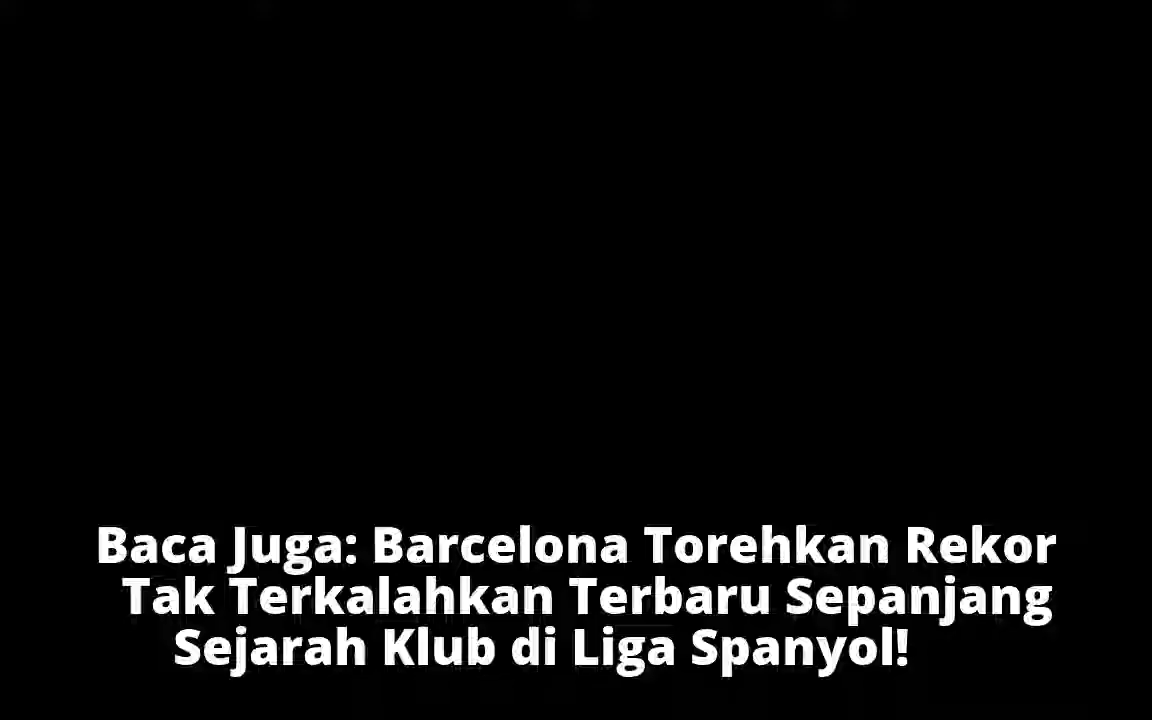 Baca Juga: Barcelona Torehkan Rekor
Tak Terkalahkan Terbaru Sepanjang
Sejarah Klub di Liga Spanyol!